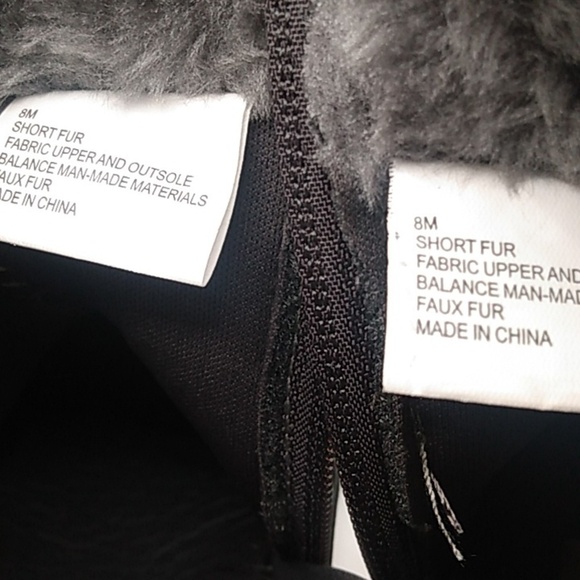 8M
SHORT FUR
FABRIC UPPER AND OUTSOLE
BALANCE MAN-MADE MATERIALS
AUX FUR
ADE IN CHINA
8M
SHORT FUR
FABRIC UPPER AND
BALANCE MAN-MAD
FAUX FUR
MADE IN CHINA